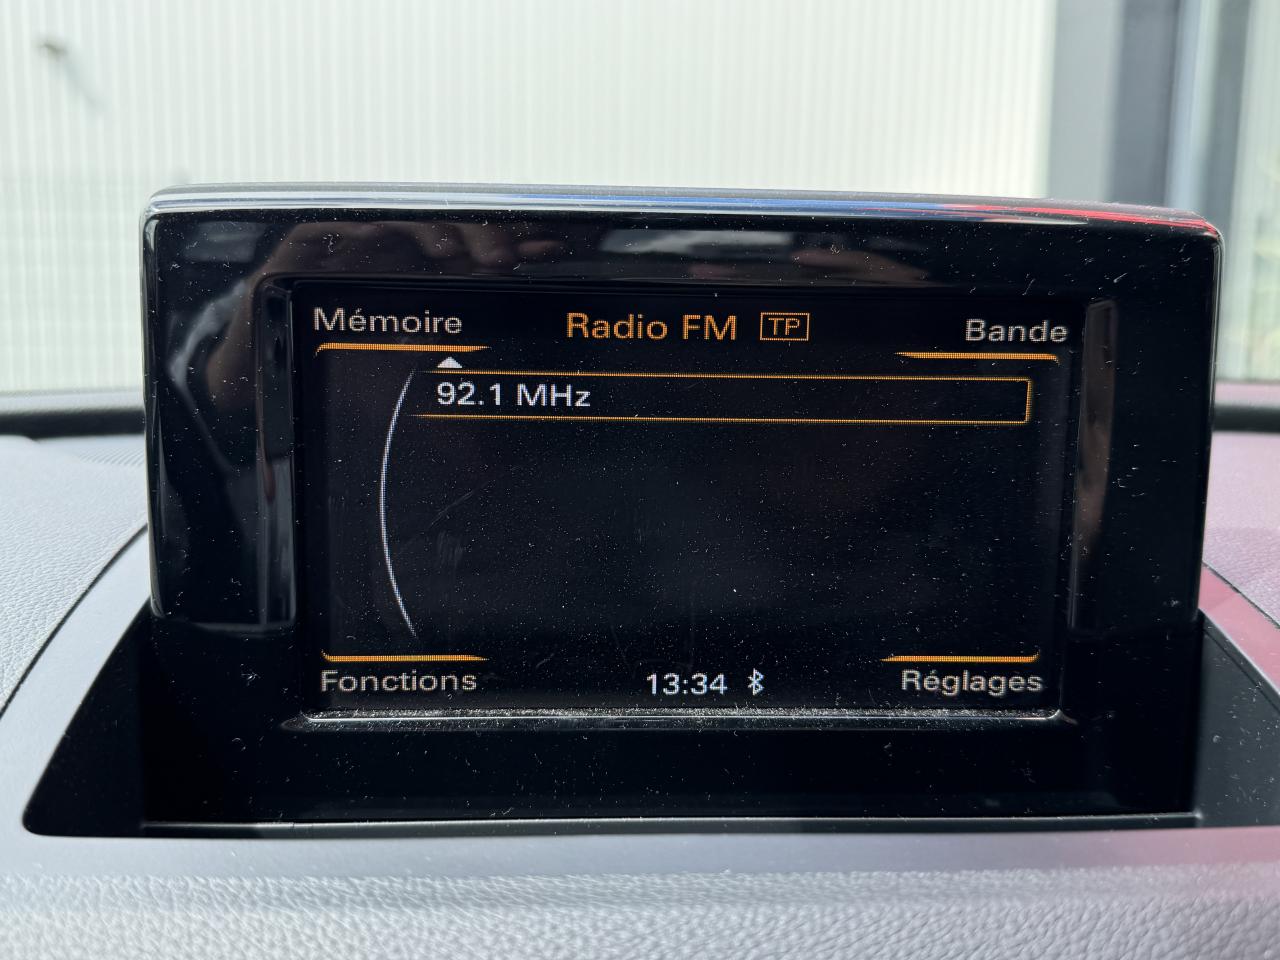 Mémoire Radio FM TP Bande
92.1 MHz
Fonctions 13:34 Réglages